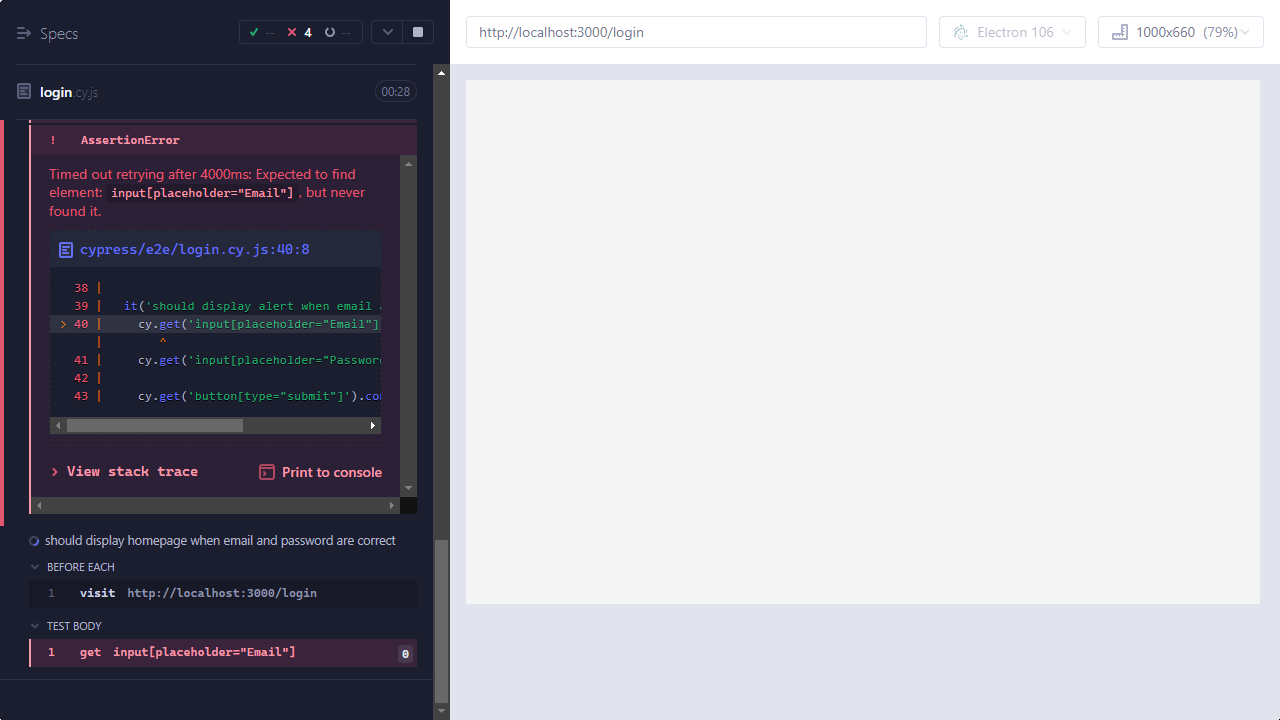 Specs
-- 4 --
login.cy.js
00:28
! AssertionError
Timed out retrying after 4000ms: Expected to find
element: input[placeholder="Email"], but never
found it.
cypress/e2e/login.cy.js:40:8
38 |
39 | it('should display alert when email
> 40 | cy.get('input[placeholder="Email"]
| ^
41 | cy.get('input[placeholder="Password
42 |
43 | cy.get('button[type="submit"]').con
> View stack trace
Print to console
should display homepage when email and password are correct
BEFORE EACH
1 visit http://localhost:3000/login
TEST BODY
1 get input[placeholder="Email"] 0
http://localhost:3000/login
Electron 106
1000x660 (79%)